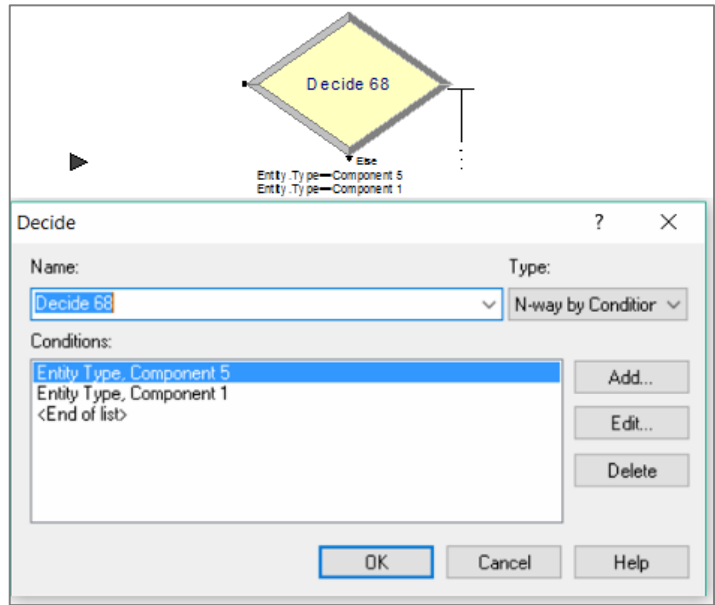 Decide 68
Else
Entity.Type==Component 5
Entity.Type==Component 1
Decide
?
Name:
Type:
Decide 68
N-way by Condition
Conditions:
Entity Type, Component 5
Entity Type, Component 1
<End of list>
Add...
Edit...
Delete
OK
Cancel
Help